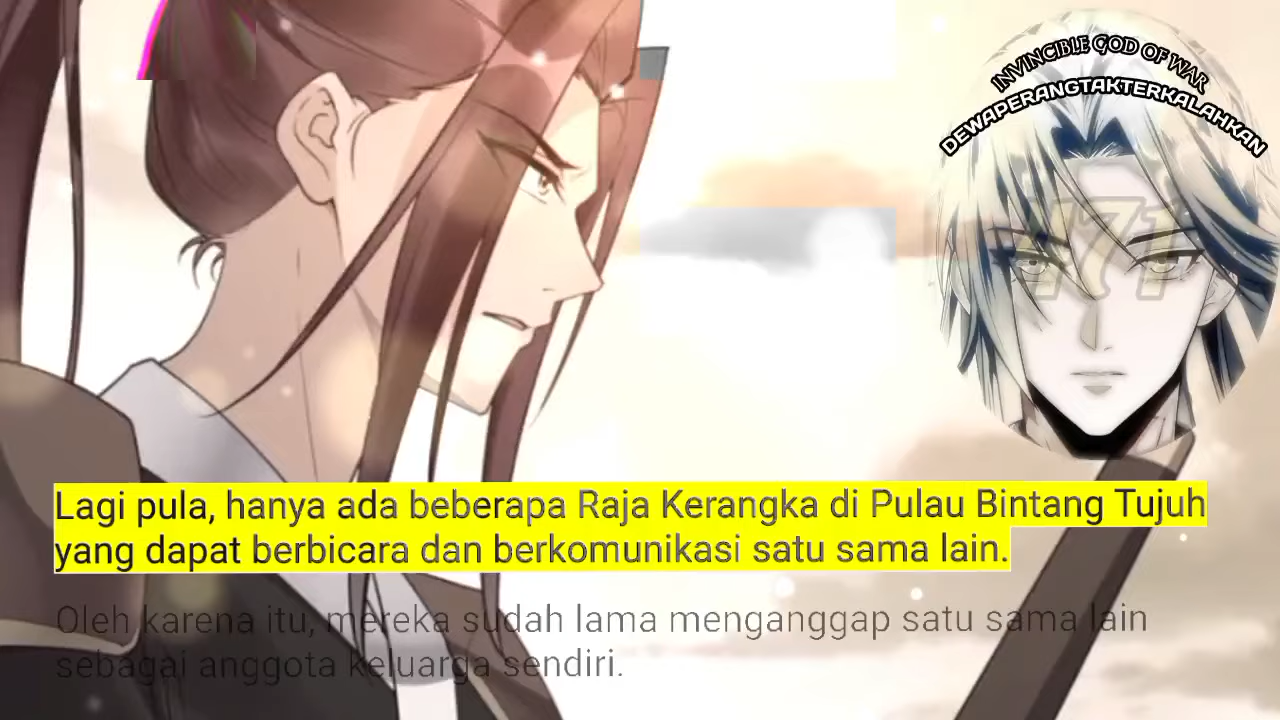 INVINCIBLE GOD OF WAR
DEWAPERANGTAKTERKALAHKAN
171
Lagi pula, hanya ada beberapa Raja Kerangka di Pulau Bintang Tujuh
yang dapat berbicara dan berkomunikasi satu sama lain.
Oleh karena itu, mereka sudah lama menganggap satu sama lain
sebagai anggota keluarga sendiri.